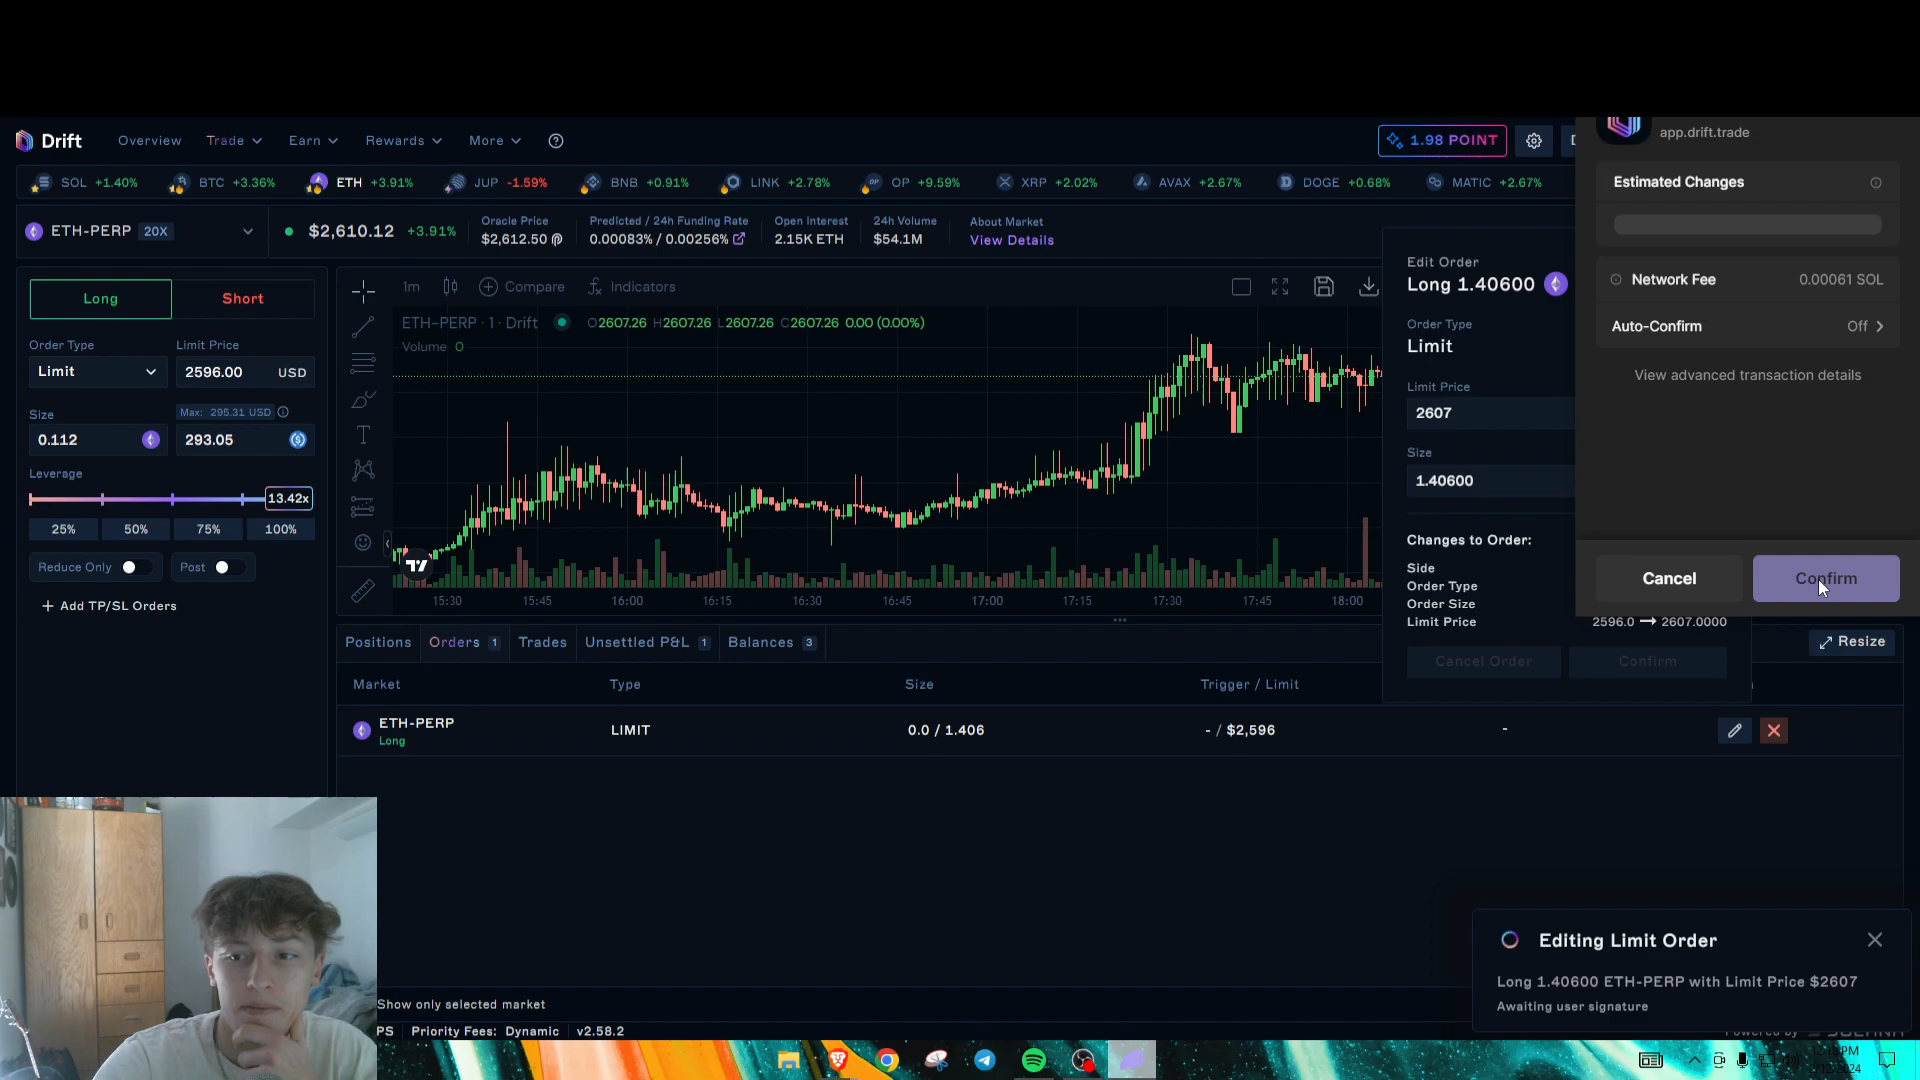 Drift
Overview
Trade
Earn
Rewards
More
1.98 POINT
app.drift.trade
SOL +1.40%
BTC +3.36%
ETH +3.91%
JUP -1.59%
BNB +0.91%
LINK +2.78%
OP +9.59%
XRP +2.02%
AVAX +2.67%
DOGE +0.68%
MATIC +2.67%
Estimated Changes
ETH-PERP 20X
$2,610.12 +3.91%
Oracle Price
$2,612.50
Predicted / 24h Funding Rate
0.00083% / 0.00256%
Open Interest
2.15K ETH
24h Volume
$54.1M
About Market
View Details
Long
Short
Order Type
Limit
Limit Price
2596.00 USD
Size
Max: 295.31 USD
0.112
293.05
Leverage
13.42x
25%
50%
75%
100%
Reduce Only
Post
+ Add TP/SL Orders
1m
Compare
Indicators
ETH-PERP · 1 · Drift
O2607.26 H2607.26 L2607.26 C2607.26 0.00 (0.00%)
Volume 0
15:30 15:45 16:00 16:15 16:30 16:45 17:00 17:15 17:30 17:45 18:00
Edit Order
Long 1.40600
Order Type
Limit
Limit Price
2607
Size
1.40600
Changes to Order:
Side
Order Type
Order Size
Limit Price
2596.0 → 2607.0000
Cancel Order
Confirm
Network Fee 0.00061 SOL
Auto-Confirm Off
View advanced transaction details
Cancel
Confirm
Positions
Orders 1
Trades
Unsettled P&L 1
Balances 3
Resize
Market
Type
Size
Trigger / Limit
ETH-PERP
Long
LIMIT
0.0 / 1.406
- / $2,596
-
Editing Limit Order
Long 1.40600 ETH-PERP with Limit Price $2607
Awaiting user signature
Show only selected market
PS
Priority Fees: Dynamic
v2.58.2